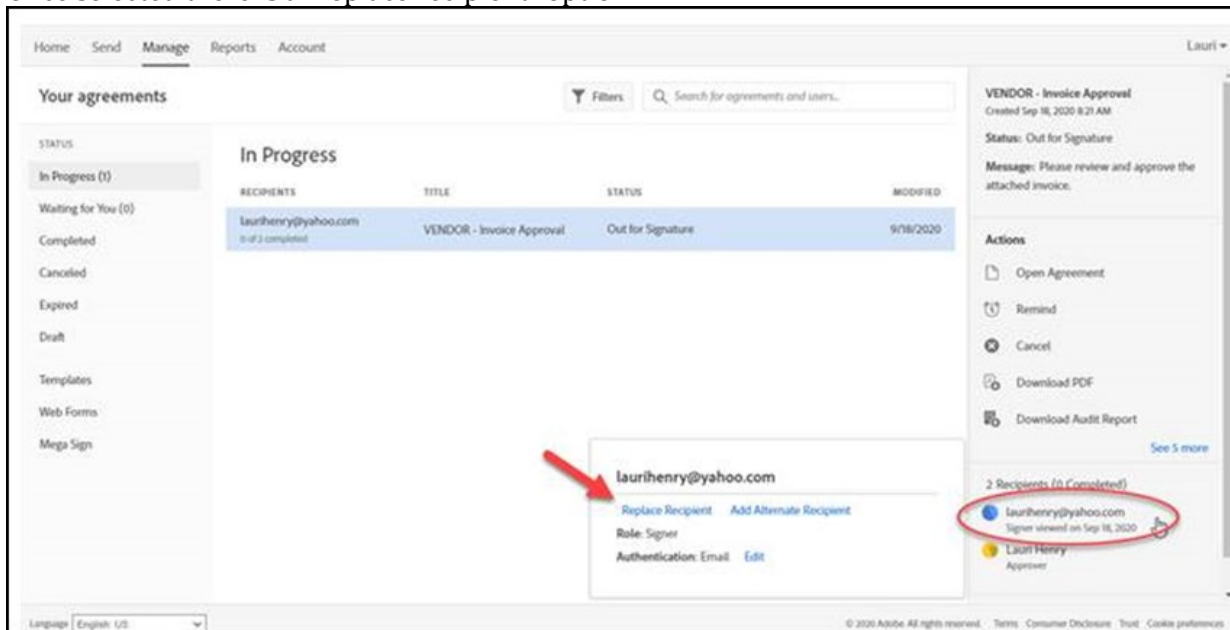 Home Send Manage Reports Account Lauri
Your agreements
Filters
Search for agreements and users...
STATUS
In Progress (1)
Waiting for You (0)
Completed
Canceled
Expired
Draft
Templates
Web Forms
Mega Sign
In Progress
RECIPIENTS TITLE STATUS MODIFIED
laurihenry@yahoo.com VENDOR - Invoice Approval Out for Signature 9/18/2020
0 of 2 completed
VENDOR - Invoice Approval
Created Sep 18, 2020 8:21 AM
Status: Out for Signature
Message: Please review and approve the
attached invoice.
Actions
Open Agreement
Remind
Cancel
Download PDF
Download Audit Report
See 5 more
2 Recipients (0 Completed)
laurihenry@yahoo.com
Signer viewed on Sep 18, 2020
Lauri Henry
Approver
laurihenry@yahoo.com
Replace Recipient Add Alternate Recipient
Role: Signer
Authentication: Email Edit
Language English: US
© 2020 Adobe. All rights reserved. Terms Consumer Disclosure Trust Cookie preferences